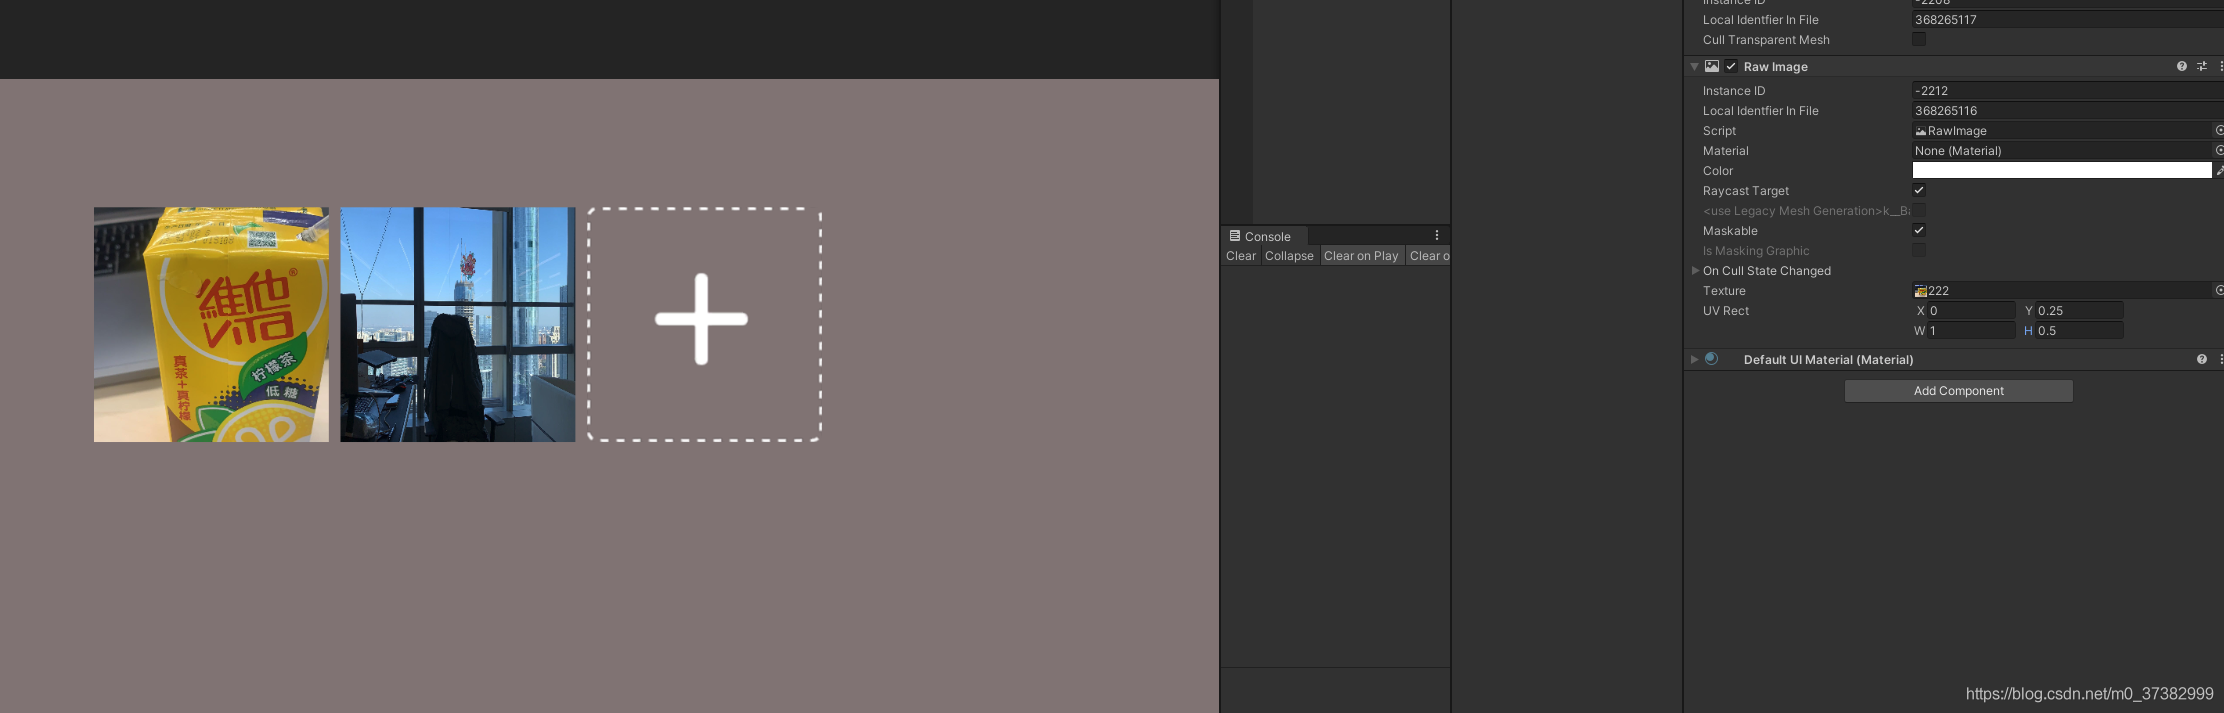 維他
ViTa
®
真茶+真柠檬
柠檬茶
低糖
Console
Clear
Collapse
Clear on Play
Clear o
Instance ID
-2208
Local Identfier In File
368265117
Cull Transparent Mesh
Raw Image
Instance ID
-2212
Local Identfier In File
368265116
Script
RawImage
Material
None (Material)
Color
Raycast Target
<use Legacy Mesh Generation>k__Ba
Maskable
Is Masking Graphic
On Cull State Changed
Texture
222
UV Rect
X 0
Y 0.25
W 1
H 0.5
Default UI Material (Material)
Add Component
https://blog.csdn.net/m0_37382999